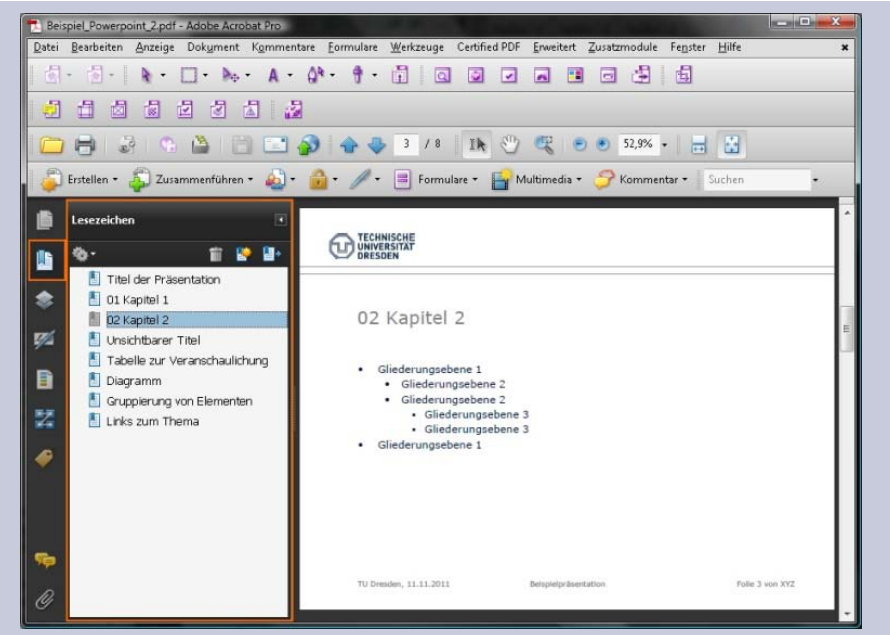 Beispiel_Powerpoint_2.pdf - Adobe Acrobat Pro
Datei Bearbeiten Anzeige Dokument Kommentare Formulare Werkzeuge Certified PDF Erweitert Zusatzmodule Fenster Hilfe
3 / 8 52,9%
Erstellen Zusammenführen Formulare Multimedia Kommentar Suchen
Lesezeichen
Titel der Präsentation
01 Kapitel 1
02 Kapitel 2
Unsichtbarer Titel
Tabelle zur Veranschaulichung
Diagramm
Gruppierung von Elementen
Links zum Thema
TECHNISCHE
UNIVERSITÄT
DRESDEN
02 Kapitel 2
• Gliederungsebene 1
• Gliederungsebene 2
• Gliederungsebene 2
• Gliederungsebene 3
• Gliederungsebene 3
• Gliederungsebene 1
TU Dresden, 11.11.2011 Beispielpräsentation Folie 3 von XYZ